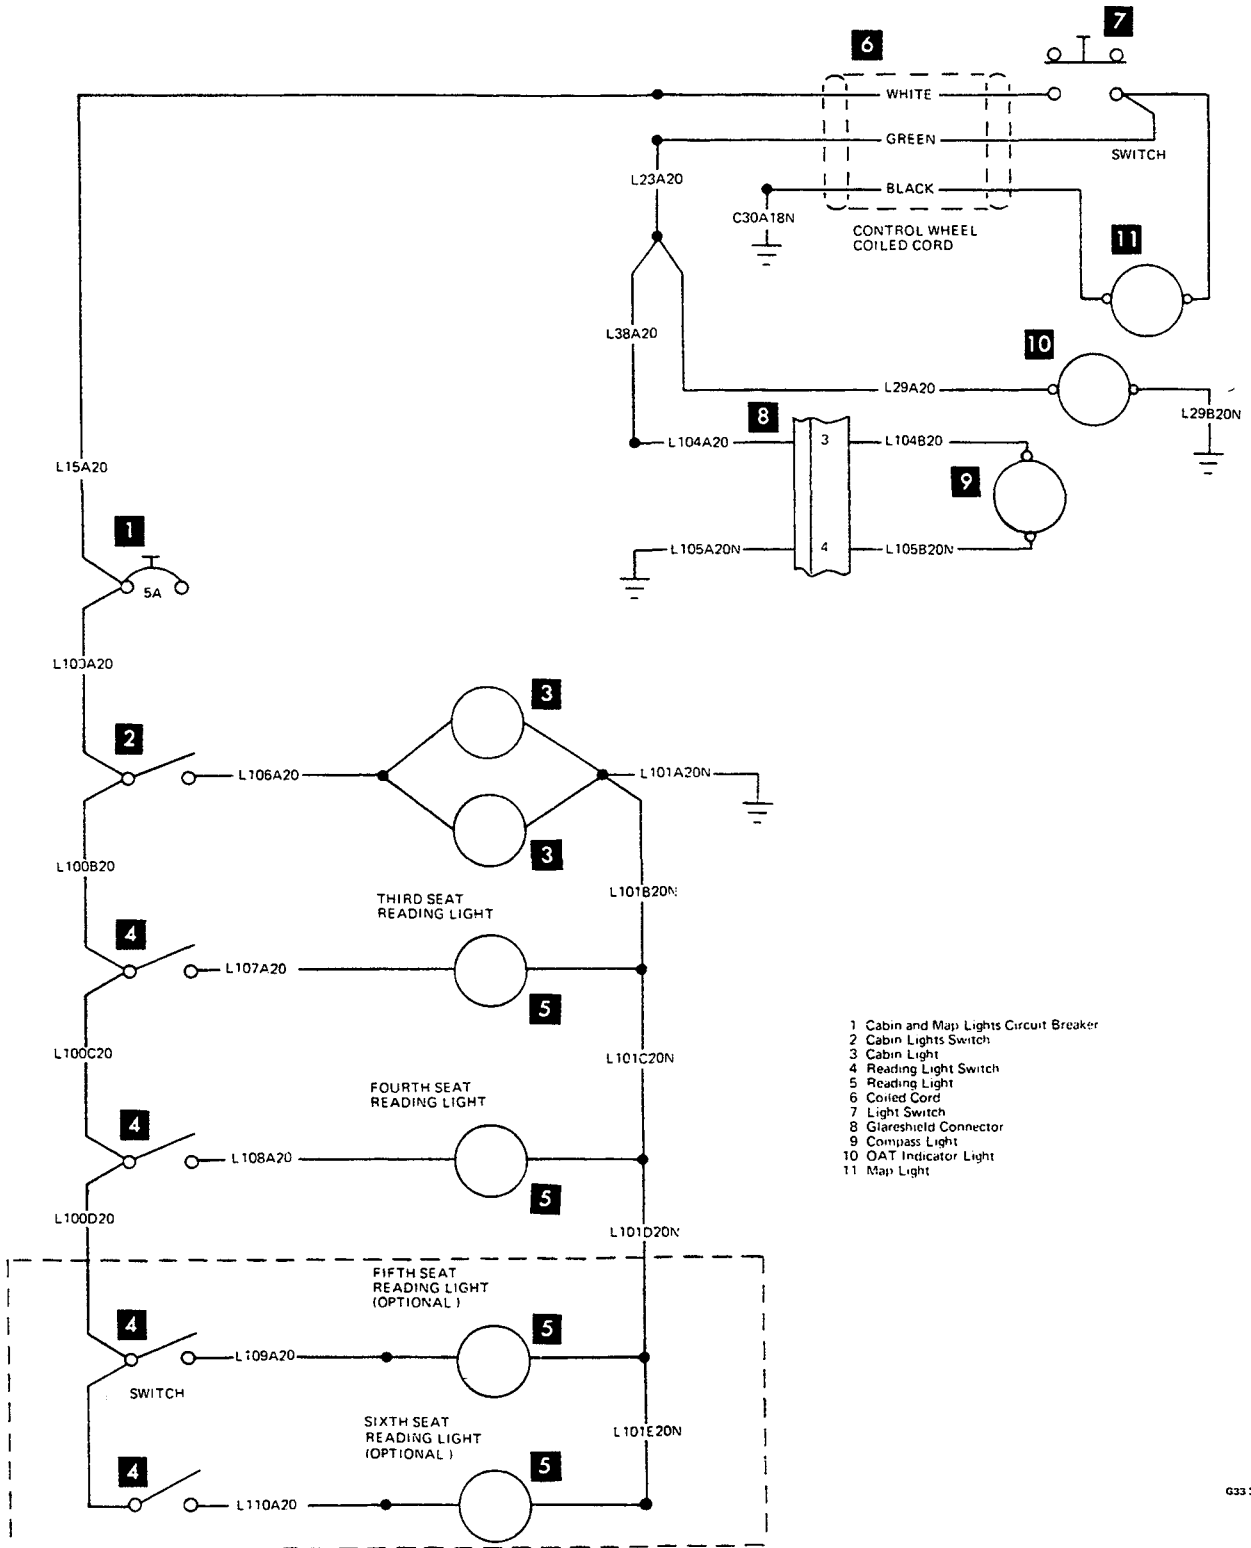 7
6
WHITE
GREEN
SWITCH
L23A20
BLACK
C30A18N
CONTROL WHEEL
COILED CORD
11
L38A20
10
L29A20
L29B20N
8
L104A20
3
L104B20
L15A20
9
1
L105A20N
4
L105B20N
5A
L100A20
3
2
L106A20
L101A20N
3
L100B20
L101B20N
THIRD SEAT
READING LIGHT
4
L107A20
5
L100C20
L101C20N
FOURTH SEAT
READING LIGHT
4
L108A20
5
L100D20
L101D20N
FIFTH SEAT
READING LIGHT
(OPTIONAL)
4
5
L109A20
SWITCH
SIXTH SEAT
READING LIGHT
(OPTIONAL)
L101E20N
4
5
L110A20
1 Cabin and Map Lights Circuit Breaker
2 Cabin Lights Switch
3 Cabin Light
4 Reading Light Switch
5 Reading Light
6 Coiled Cord
7 Light Switch
8 Glareshield Connector
9 Compass Light
10 OAT Indicator Light
11 Map Light
G33